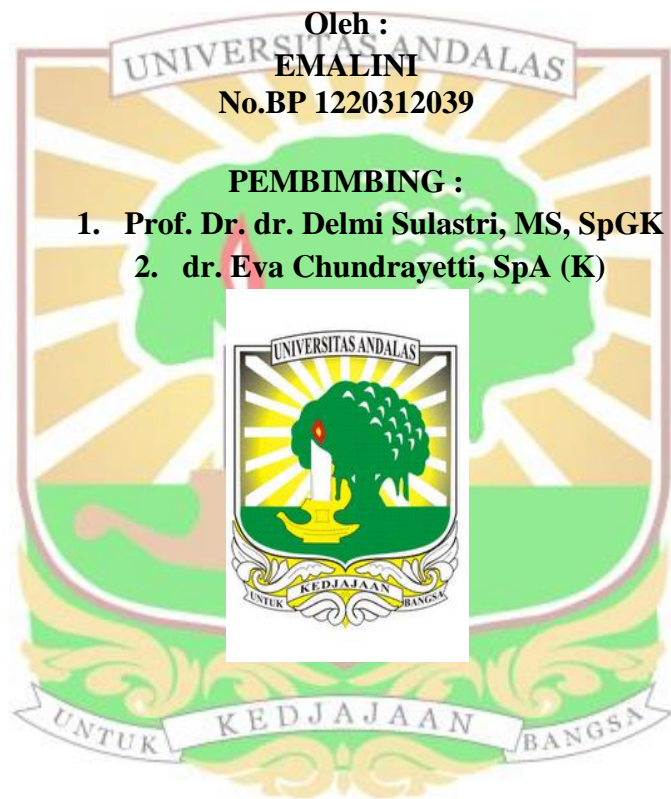 Oleh :
UNIVERSITAS ANDALAS
EMALINI
No.BP 1220312039
PEMBIMBING :
1. Prof. Dr. dr. Delmi Sulastri, MS, SpGK
2. dr. Eva Chundrayetti, SpA (K)
UNIVERSITAS ANDALAS
UNTUK KEDJAJAAN BANGSA
UNTUK KEDJAJAAN BANGSA